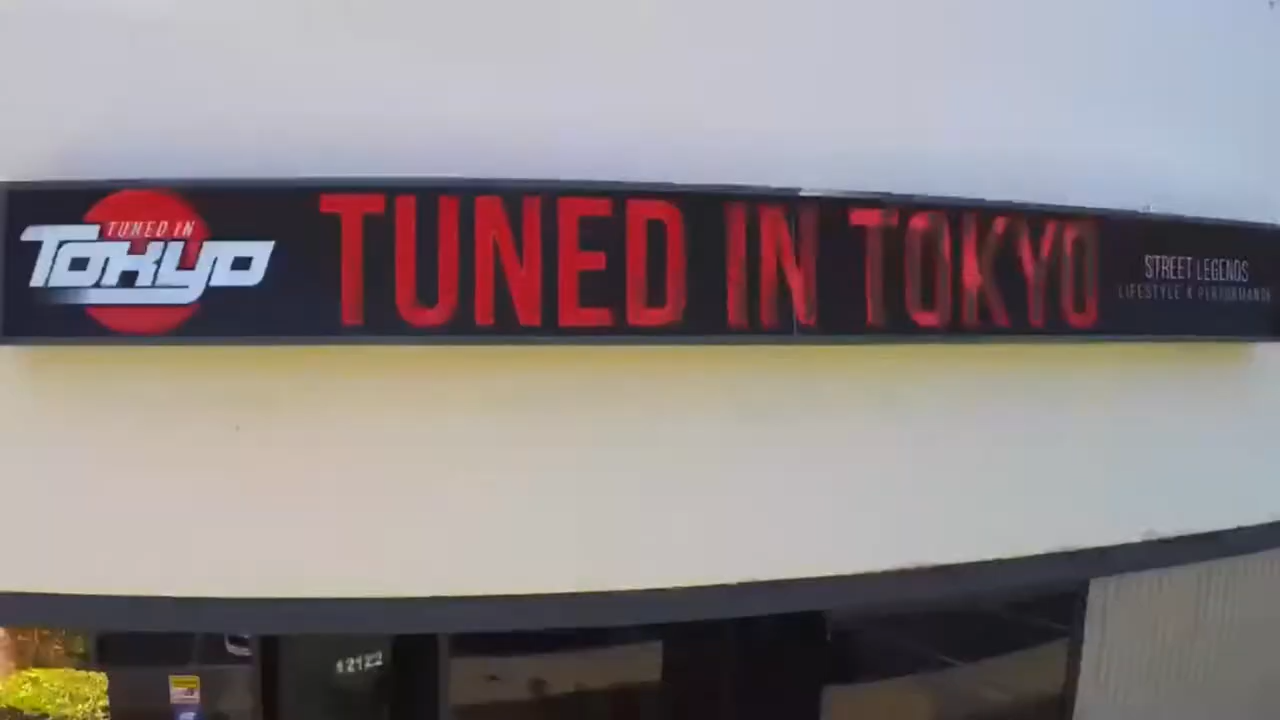 TUNED IN
TOKYO
TUNED IN TOKYO
STREET LEGENDS
LIFESTYLE X PERFORMANCE
12122